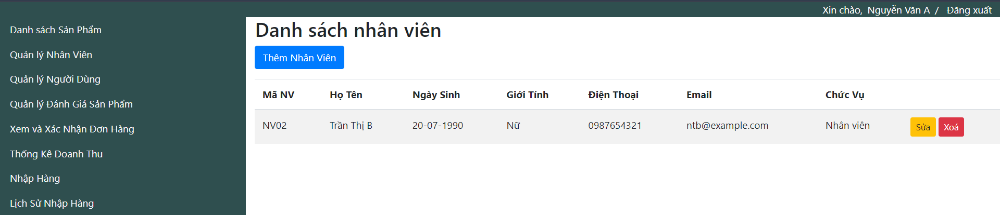 Xin chào, Nguyễn Văn A / Đăng xuất
Danh sách Sản Phẩm
Quản lý Nhân Viên
Quản lý Người Dùng
Quản lý Đánh Giá Sản Phẩm
Xem và Xác Nhận Đơn Hàng
Thống Kê Doanh Thu
Nhập Hàng
Lịch Sử Nhập Hàng
Danh sách nhân viên
Thêm Nhân Viên
Mã NV Họ Tên Ngày Sinh Giới Tính Điện Thoại Email Chức Vụ
NV02 Trần Thị B 20-07-1990 Nữ 0987654321 ntb@example.com Nhân viên Sửa Xoá